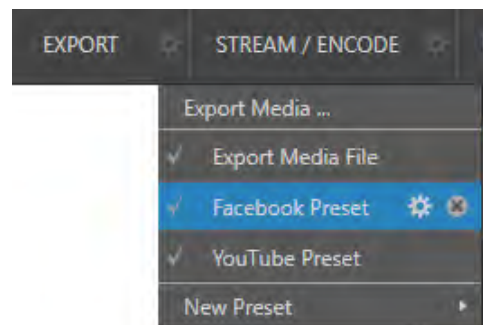 EXPORT STREAM / ENCODE
Export Media ...
Export Media File
Facebook Preset
YouTube Preset
New Preset